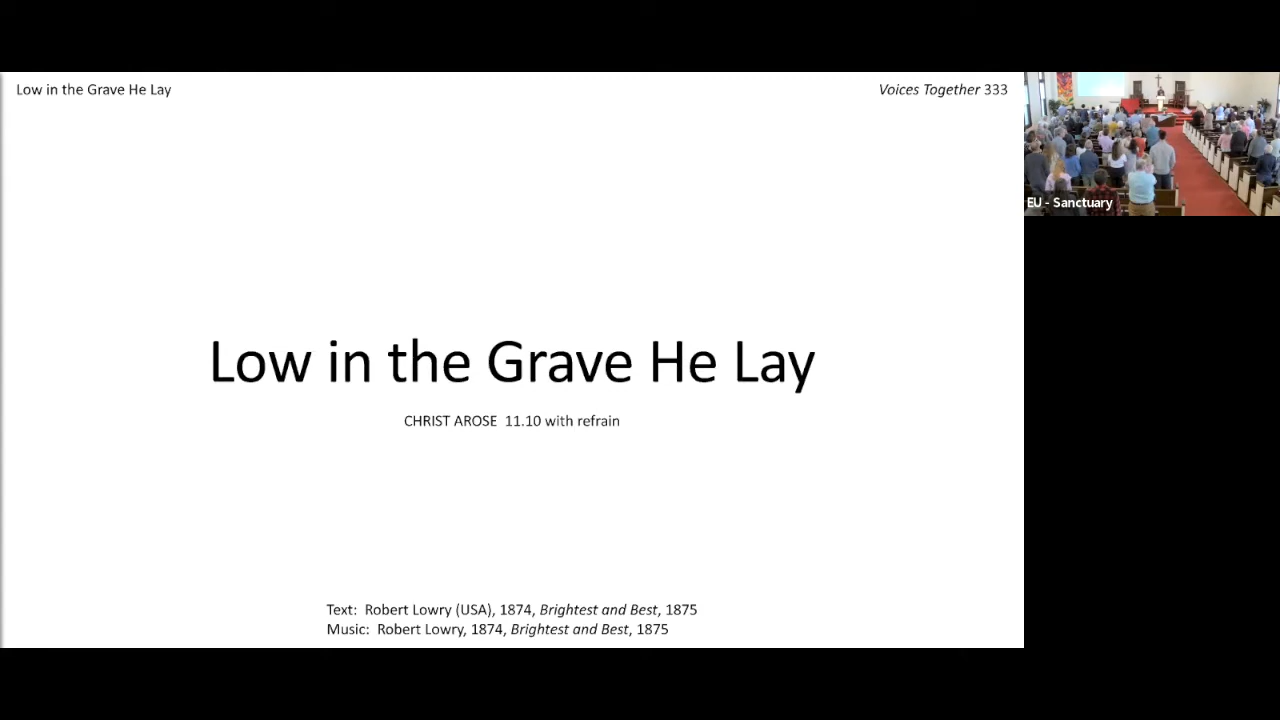 Low in the Grave He Lay
Voices Together 333
EU - Sanctuary
Low in the Grave He Lay
CHRIST AROSE 11.10 with refrain
Text: Robert Lowry (USA), 1874, Brightest and Best, 1875
Music: Robert Lowry, 1874, Brightest and Best, 1875